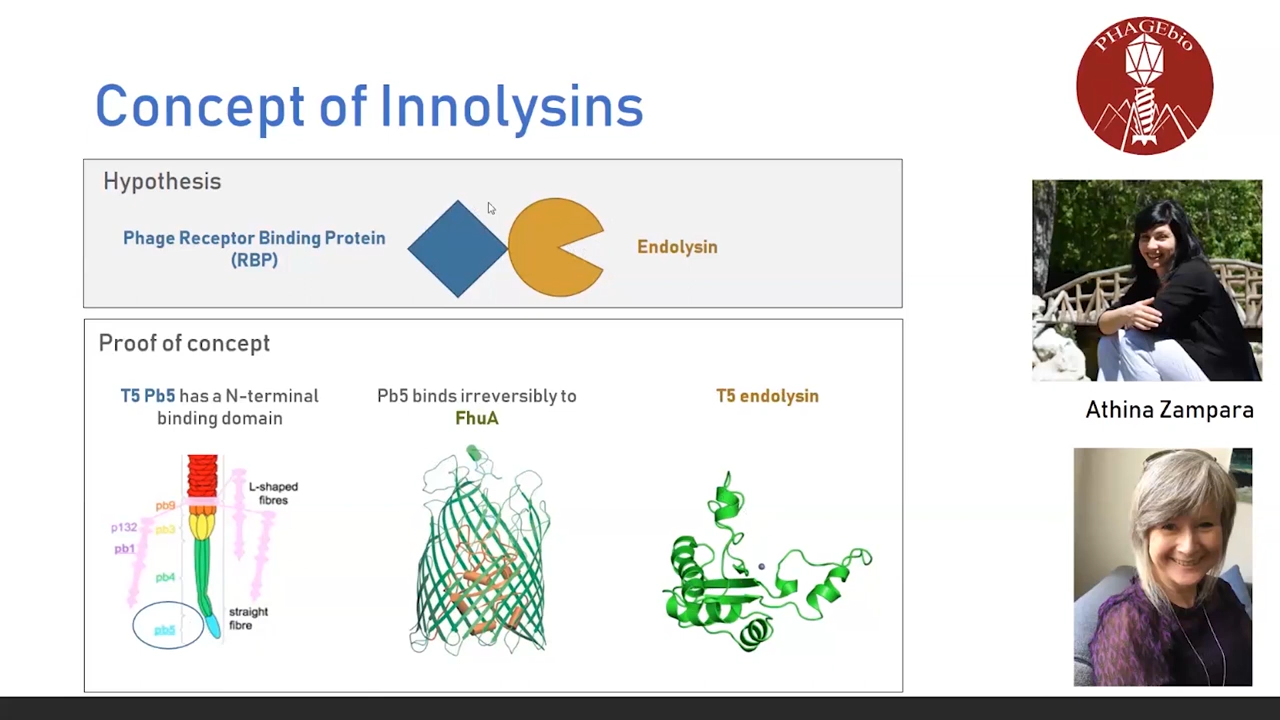 PHAGEbio
Concept of Innolysins
Hypothesis
Phage Receptor Binding Protein
(RBP)
Endolysin
Proof of concept
T5 Pb5 has a N-terminal
binding domain
Pb5 binds irreversibly to
FhuA
T5 endolysin
L-shaped
fibres
pb9
p132
pb3
pb1
pb4
straight
fibre
pb5
Athina Zampara